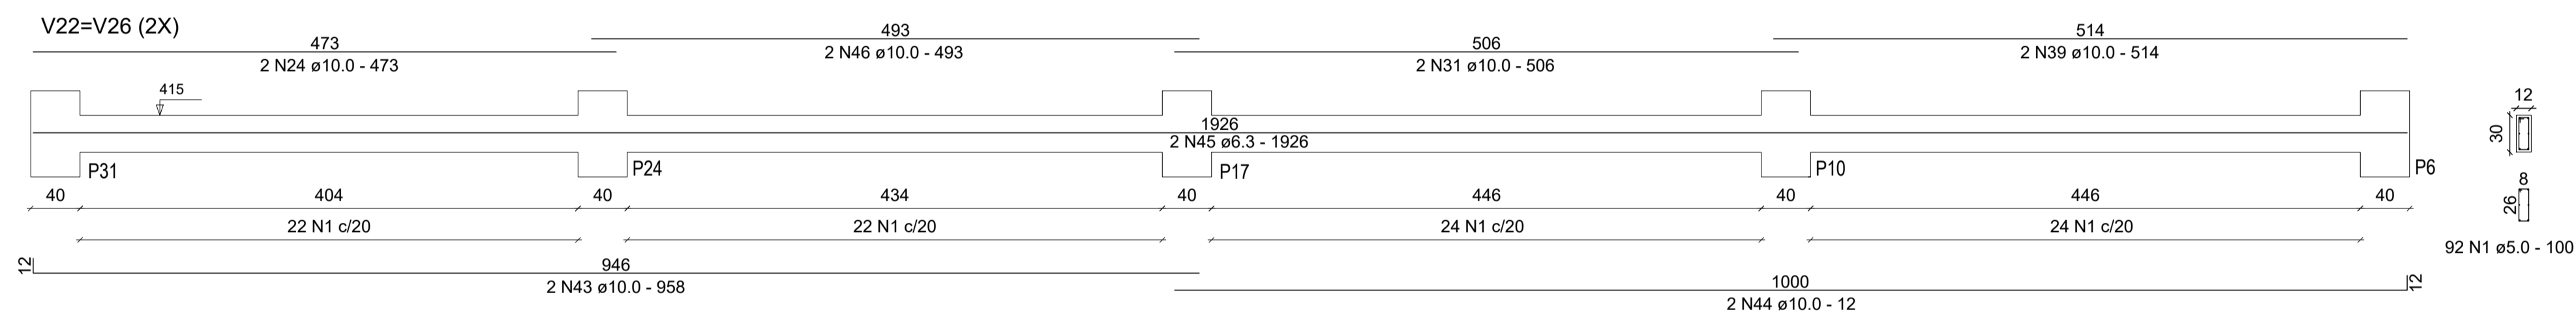 V22=V26 (2X)
473
2 N24 ø10.0 - 473
493
2 N46 ø10.0 - 493
506
2 N31 ø10.0 - 506
514
2 N39 ø10.0 - 514
415
1926
2 N45 ø6.3 - 1926
P31
P24
P17
P10
P6
40
404
40
434
40
446
40
446
40
22 N1 c/20
22 N1 c/20
24 N1 c/20
24 N1 c/20
12
946
2 N43 ø10.0 - 958
1000
2 N44 ø10.0 - 12
12
12
30
8
26
92 N1 ø5.0 - 100